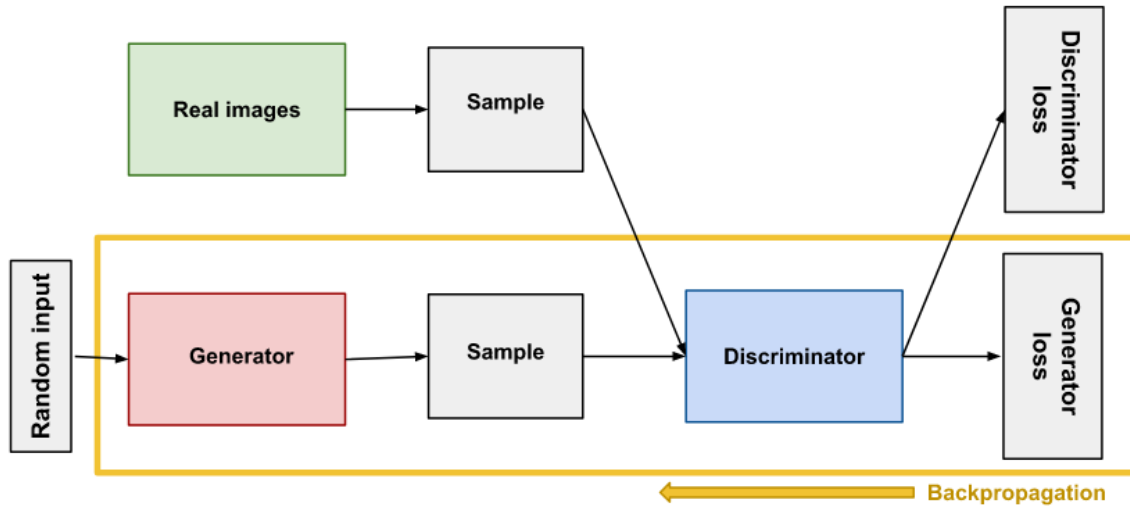 Real images
Sample
Discriminator
loss
Random input
Generator
Sample
Discriminator
Generator
loss
Backpropagation